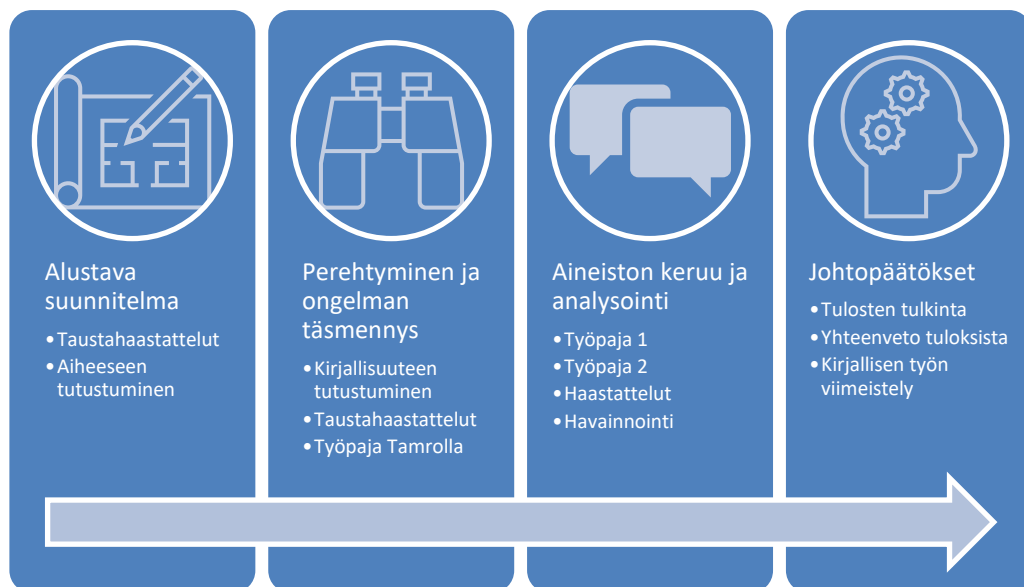 Alustava
suunnitelma
•Taustahaastattelut
•Aiheeseen
tutustuminen
Perehtyminen ja
ongelman
täsmennys
•Kirjallisuuteen
tutustuminen
•Taustahaastattelut
•Työpaja Tamrolla
Aineiston keruu ja
analysointi
•Työpaja 1
•Työpaja 2
•Haastattelut
•Havainnointi
Johtopäätökset
•Tulosten tulkinta
•Yhteenveto tuloksista
•Kirjallisen työn
viimeistely